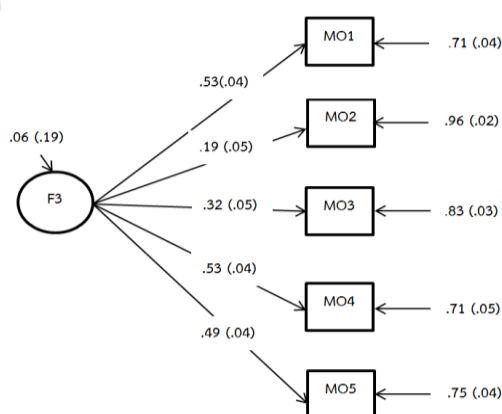 MO1
.71 (.04)
.53(.04)
MO2
.96 (.02)
.06 (.19)
.19 (.05)
F3
.32 (.05)
MO3
.83 (.03)
.53 (.04)
MO4
.71 (.05)
.49 (.04)
MO5
.75 (.04)